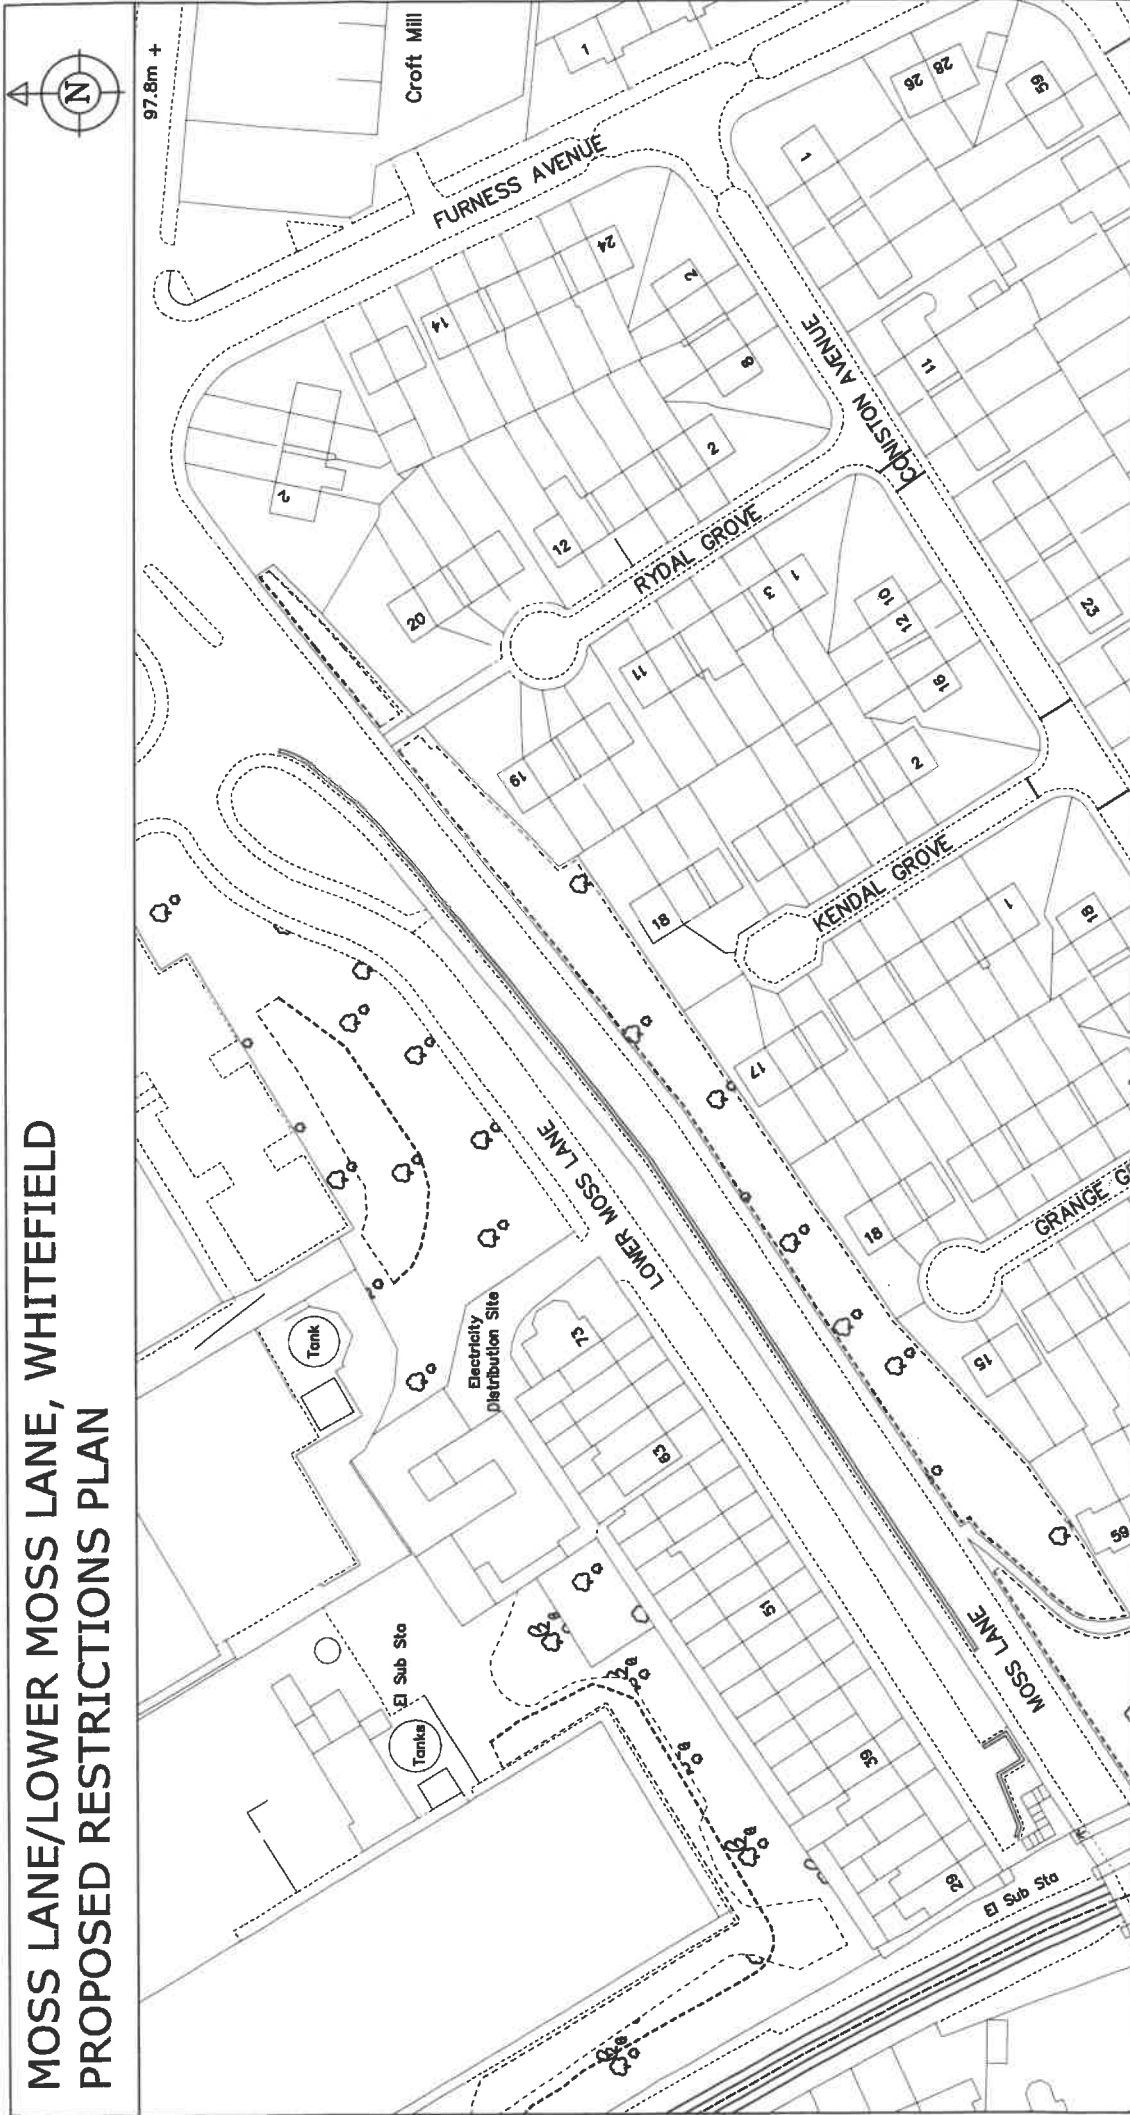 MOSS LANE/LOWER MOSS LANE, WHITEFIELD
PROPOSED RESTRICTIONS PLAN
N
97.8m +
Croft Mill
1
FURNESS AVENUE
26
28
59
1
24
14
2
8
2
CONISTON AVENUE
11
2
12
20
RYDAL GROVE
1
3
11
10
12
16
23
19
2
18
KENDAL GROVE
1
18
17
LOWER MOSS LANE
18
GRANGE G
15
Tank
Electricity
Distribution Site
73
63
51
59
El Sub Sta
Tanks
MOSS LANE
39
29
El Sub Sta